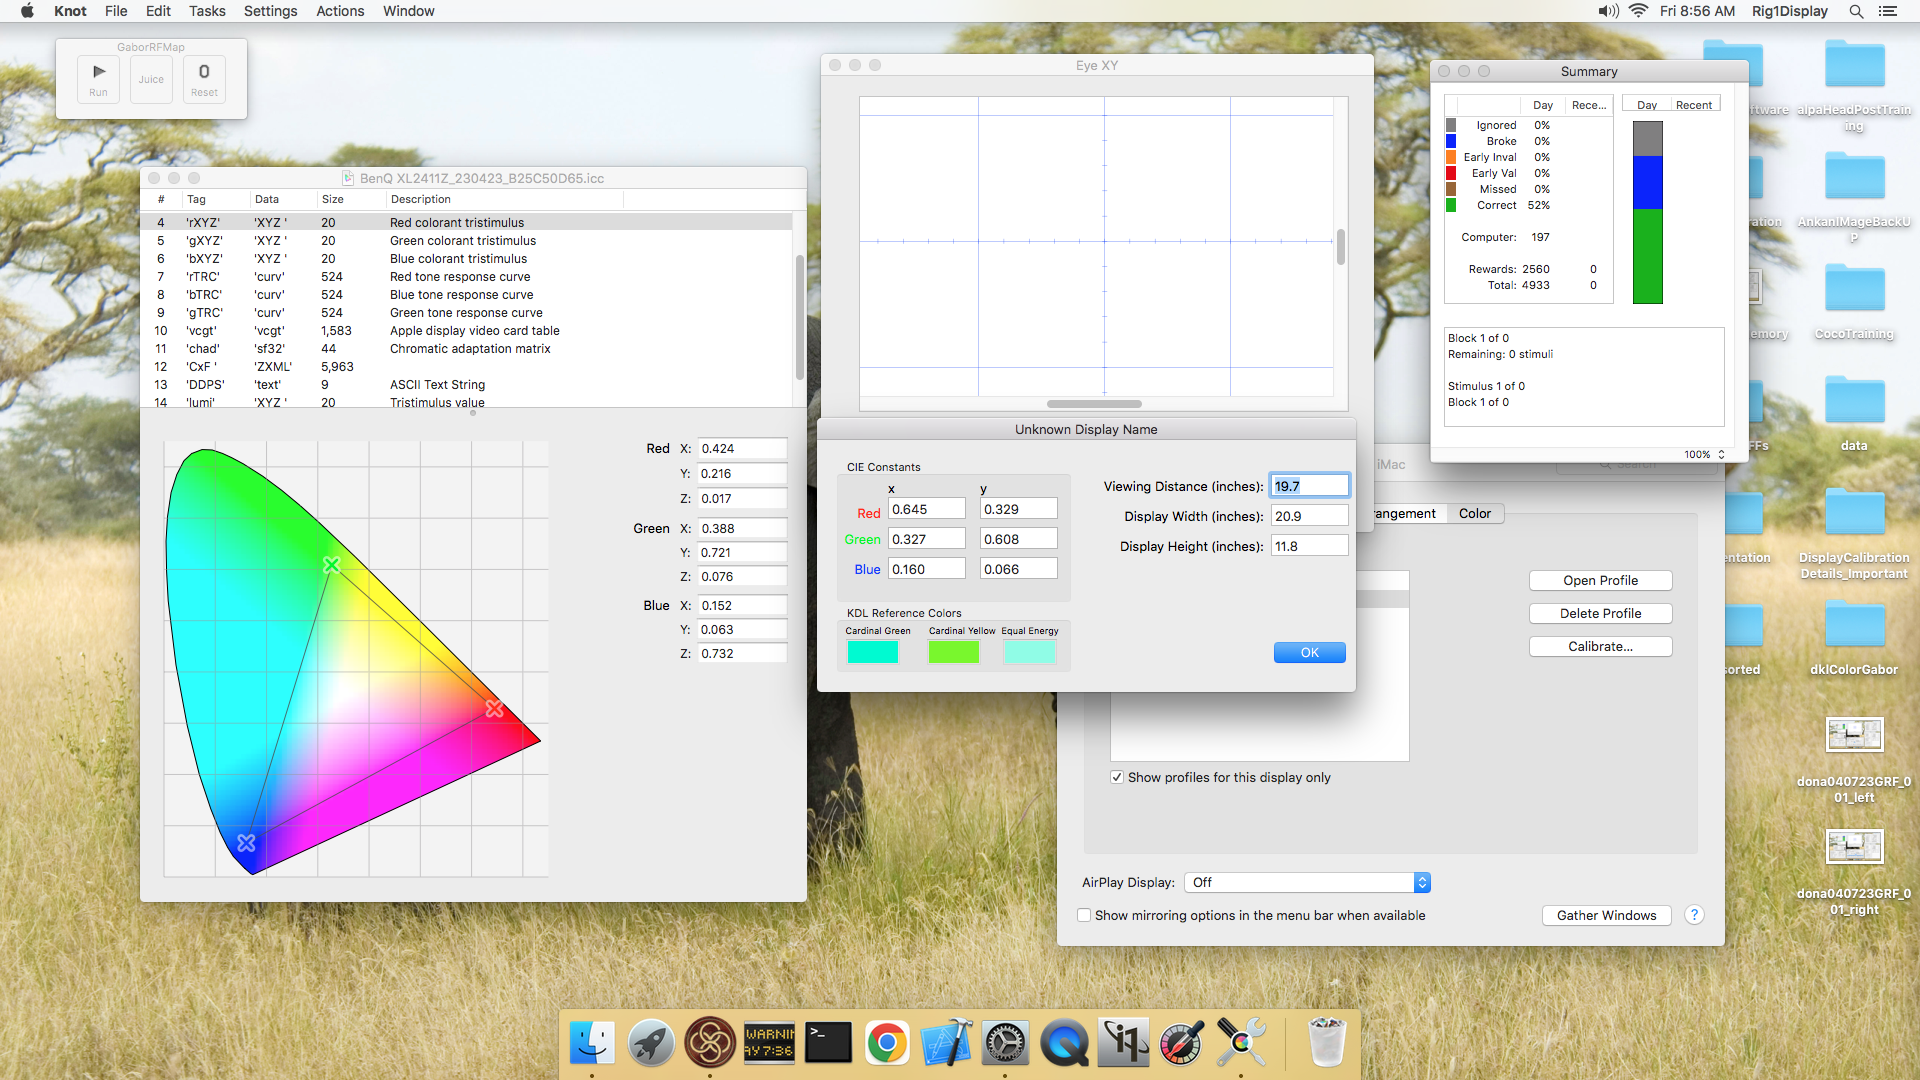 Knot File Edit Tasks Settings Actions Window
Fri 8:56 AM Rig1Display
GaborRFMap
Run
Juice
0
Reset
BenQ XL2411Z_230423_B25C50D65.icc
# Tag Data Size Description
4 'rXYZ' 'XYZ ' 20 Red colorant tristimulus
5 'gXYZ' 'XYZ ' 20 Green colorant tristimulus
6 'bXYZ' 'XYZ ' 20 Blue colorant tristimulus
7 'rTRC' 'curv' 524 Red tone response curve
8 'bTRC' 'curv' 524 Blue tone response curve
9 'gTRC' 'curv' 524 Green tone response curve
10 'vcgt' 'vcgt' 1,583 Apple display video card table
11 'chad' 'sf32' 44 Chromatic adaptation matrix
12 'CxF ' 'ZXML' 5,963
13 'DDPS' 'text' 9 ASCII Text String
14 'lumi' 'XYZ ' 20 Tristimulus value
Red X: 0.424
Y: 0.216
Z: 0.017
Green X: 0.388
Y: 0.721
Z: 0.076
Blue X: 0.152
Y: 0.063
Z: 0.732
Eye XY
Unknown Display Name
CIE Constants
x y
Red 0.645 0.329
Green 0.327 0.608
Blue 0.160 0.066
KDL Reference Colors
Cardinal Green Cardinal Yellow Equal Energy
Viewing Distance (inches): 19.7
Display Width (inches): 20.9
Display Height (inches): 11.8
OK
Summary
Day Rece...
Ignored 0%
Broke 0%
Early Inval 0%
Early Val 0%
Missed 0%
Correct 52%
Computer: 197
Rewards: 2560 0
Total: 4933 0
Day Recent
Block 1 of 0
Remaining: 0 stimuli
Stimulus 1 of 0
Block 1 of 0
100%
iMac
Search
rangement Color
Open Profile
Delete Profile
Calibrate...
Show profiles for this display only
AirPlay Display: Off
Show mirroring options in the menu bar when available
Gather Windows
?
ftware
alpaHeadPostTrai
ning
ration
AnkanIMageBackU
P
emory
CocoTraining
FFs
data
ntation
DisplayCalibration
Details_Important
sorted
dklColorGabor
dona040723GRF_0
01_left
dona040723GRF_0
01_right
WARNIN
AY 7:36